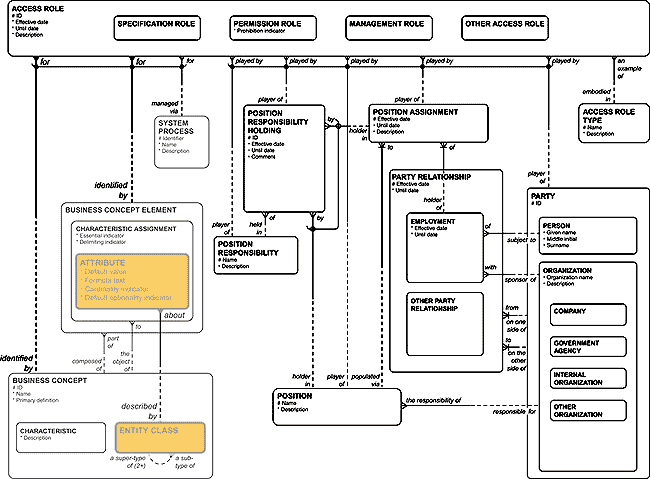 ACCESS ROLE
# ID
* Effective date
* Until date
* Description
SPECIFICATION ROLE
PERMISSION ROLE
* Prohibition indicator
MANAGEMENT ROLE
OTHER ACCESS ROLE
for
for
for
played by
played by
played by
played by
played by
an
example
of
managed
via
player of
player of
embodied
in
SYSTEM
PROCESS
# Identifier
* Name
* Description
POSITION
RESPONSIBILITY
HOLDING
# ID
* Effective date
* Until date
* Comment
by
holder
in
POSITION ASSIGNMENT
# Effective date
* Until date
* Description
ACCESS ROLE
TYPE
# Name
* Description
to
of
player
of
identified
by
PARTY RELATIONSHIP
# Effective date
* Until date
PARTY
# ID
BUSINESS CONCEPT ELEMENT
CHARACTERISTIC ASSIGNMENT
* Essential indicator
* Delimiting indicator
holder
of
EMPLOYMENT
* Effective date
* Until date
PERSON
* Given name
* Middle initial
* Surname
of
subject to
player
of
held
in
of
by
POSITION
RESPONSIBILITY
# Name
* Description
ATTRIBUTE
* Default value
* Formula text
* Cardinality indicator
* Default optionality indicator
with
sponsor of
ORGANIZATION
* Organization name
* Description
OTHER PARTY
RELATIONSHIP
from
on one
side of
COMPANY
about
to
part
of
to
on the
other
side of
GOVERNMENT
AGENCY
identified
by
composed
of
the
object
of
holder
in
player
of
populated
via
INTERNAL
ORGANIZATION
BUSINESS CONCEPT
# ID
* Name
* Primary definition
described
by
POSITION
# Name
* Description
the responsibility of
responsible for
OTHER
ORGANIZATION
CHARACTERISTIC
* Description
ENTITY CLASS
a super-type
of (2+)
a sub-
type of